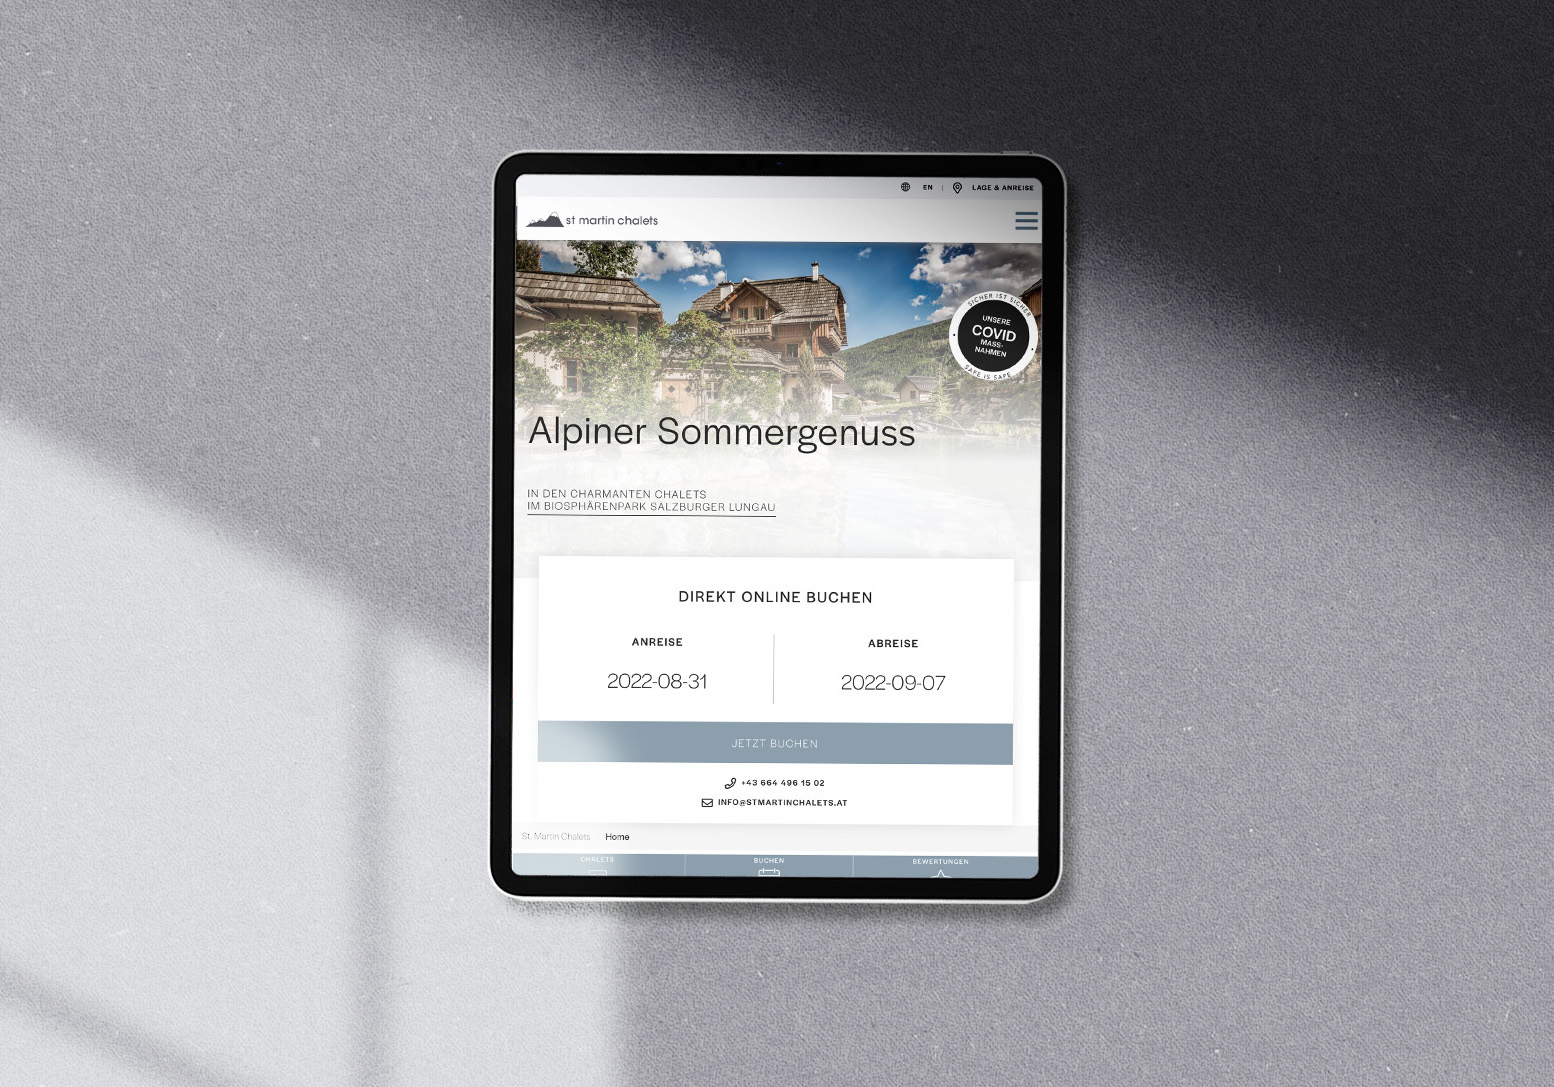 EN | LAGE & ANREISE
st martin chalets
SICHER IST SICHER
UNSERE
COVID
MASS-
NAHMEN
SAFE IS SAFE
Alpiner Sommergenuss
IN DEN CHARMANTEN CHALETS
IM BIOSPHÄRENPARK SALZBURGER LUNGAU
DIREKT ONLINE BUCHEN
ANREISE
2022-08-31
ABREISE
2022-09-07
JETZT BUCHEN
+43 664 496 15 02
INFO@STMARTINCHALETS.AT
St. Martin Chalets Home
CHALETS
BUCHEN
BEWERTUNGEN